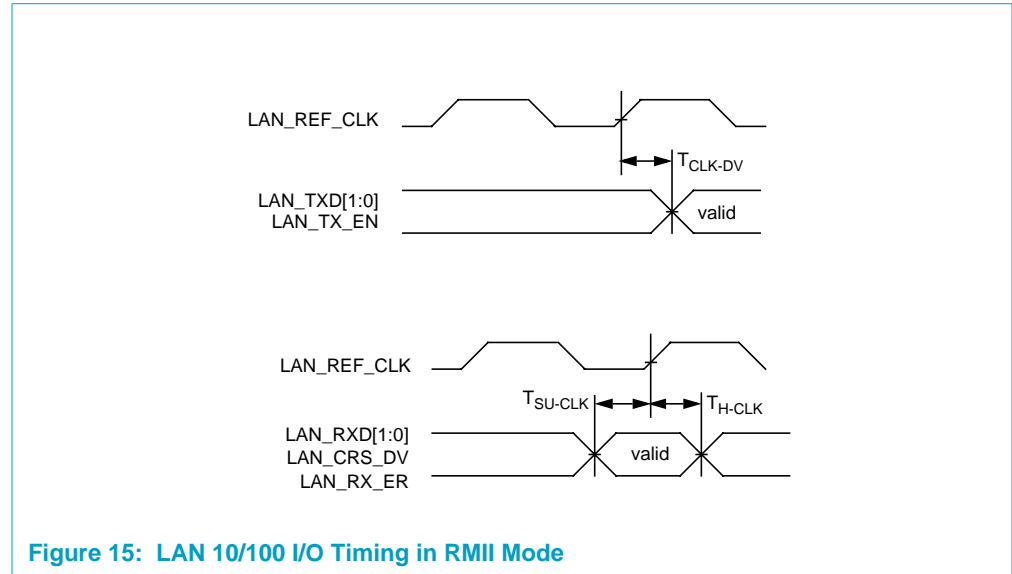 LAN_REF_CLK
TCLK-DV
LAN_TXD[1:0]
LAN_TX_EN
valid
LAN_REF_CLK
TSU-CLK
TH-CLK
LAN_RXD[1:0]
LAN_CRS_DV
LAN_RX_ER
valid
Figure 15: LAN 10/100 I/O Timing in RMII Mode